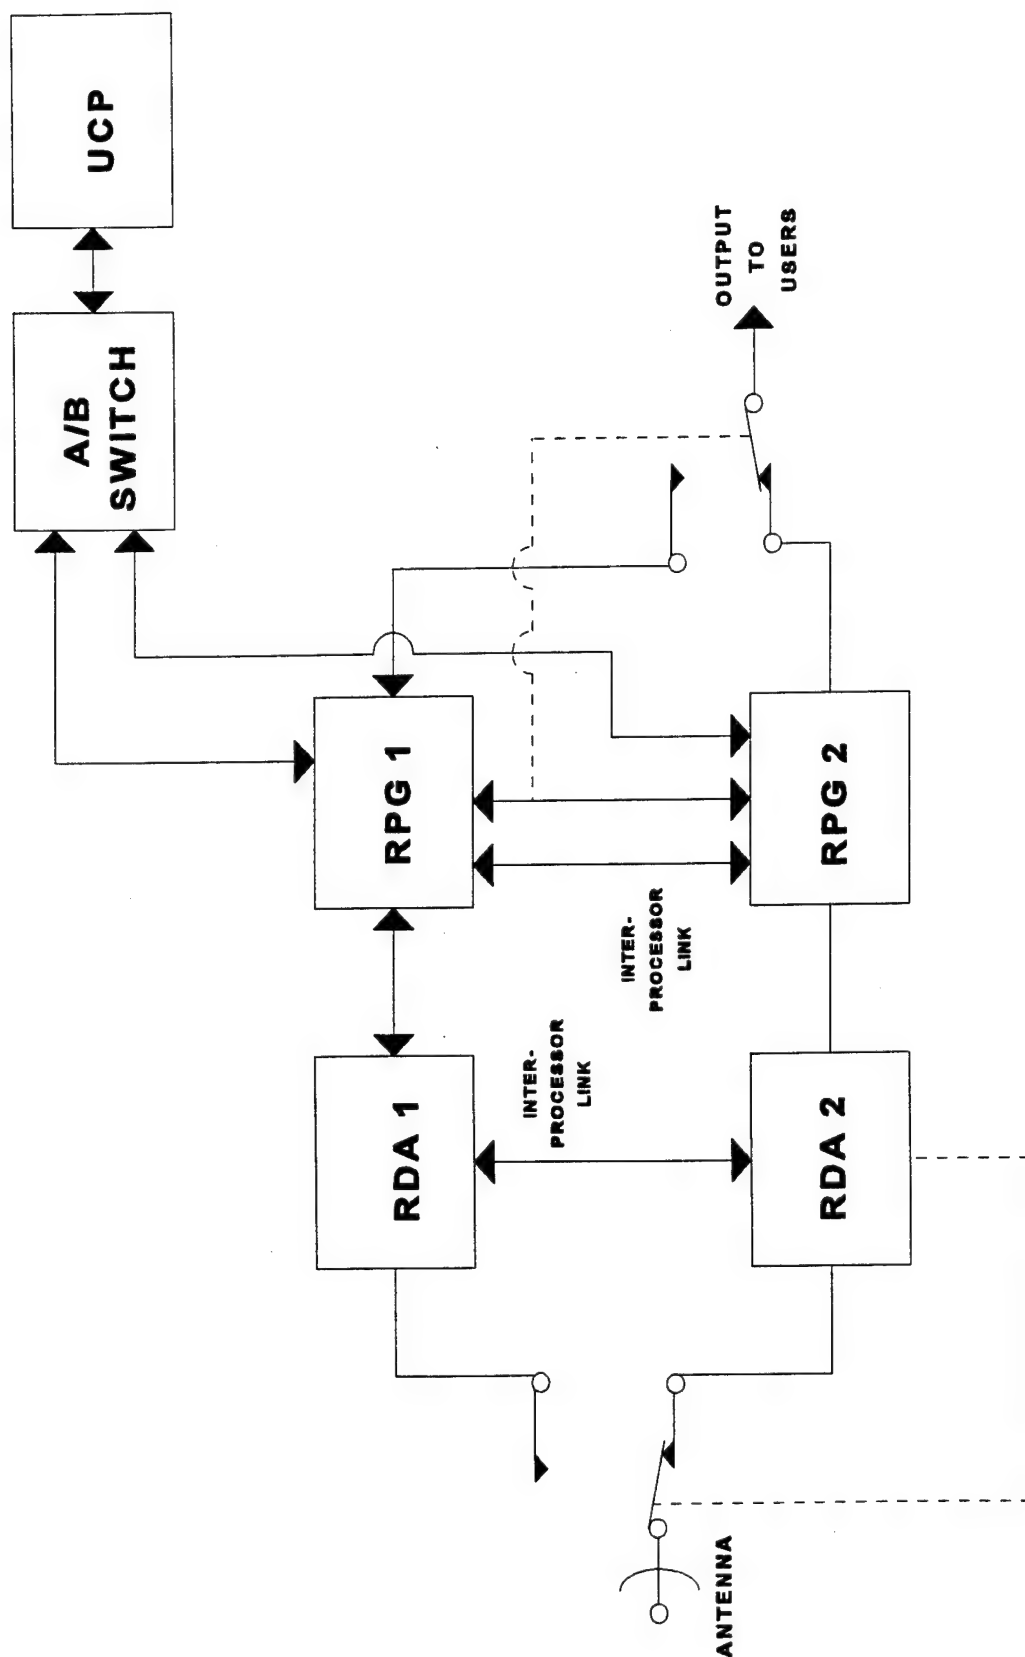 UCP
A/B
SWITCH
OUTPUT
TO
USERS
RPG 1
RPG 2
INTER-
PROCESSOR
LINK
INTER-
PROCESSOR
LINK
RDA 1
RDA 2
ANTENNA